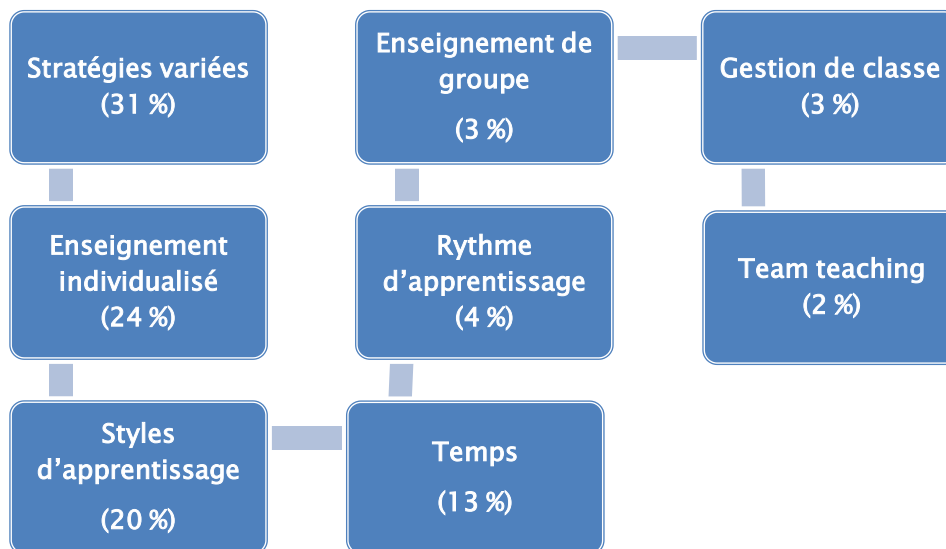 Stratégies variées
(31 %)
Enseignement
individualisé
(24 %)
Styles
d’apprentissage
(20 %)
Temps
(13 %)
Rythme
d’apprentissage
(4 %)
Enseignement de
groupe
(3 %)
Gestion de classe
(3 %)
Team teaching
(2 %)